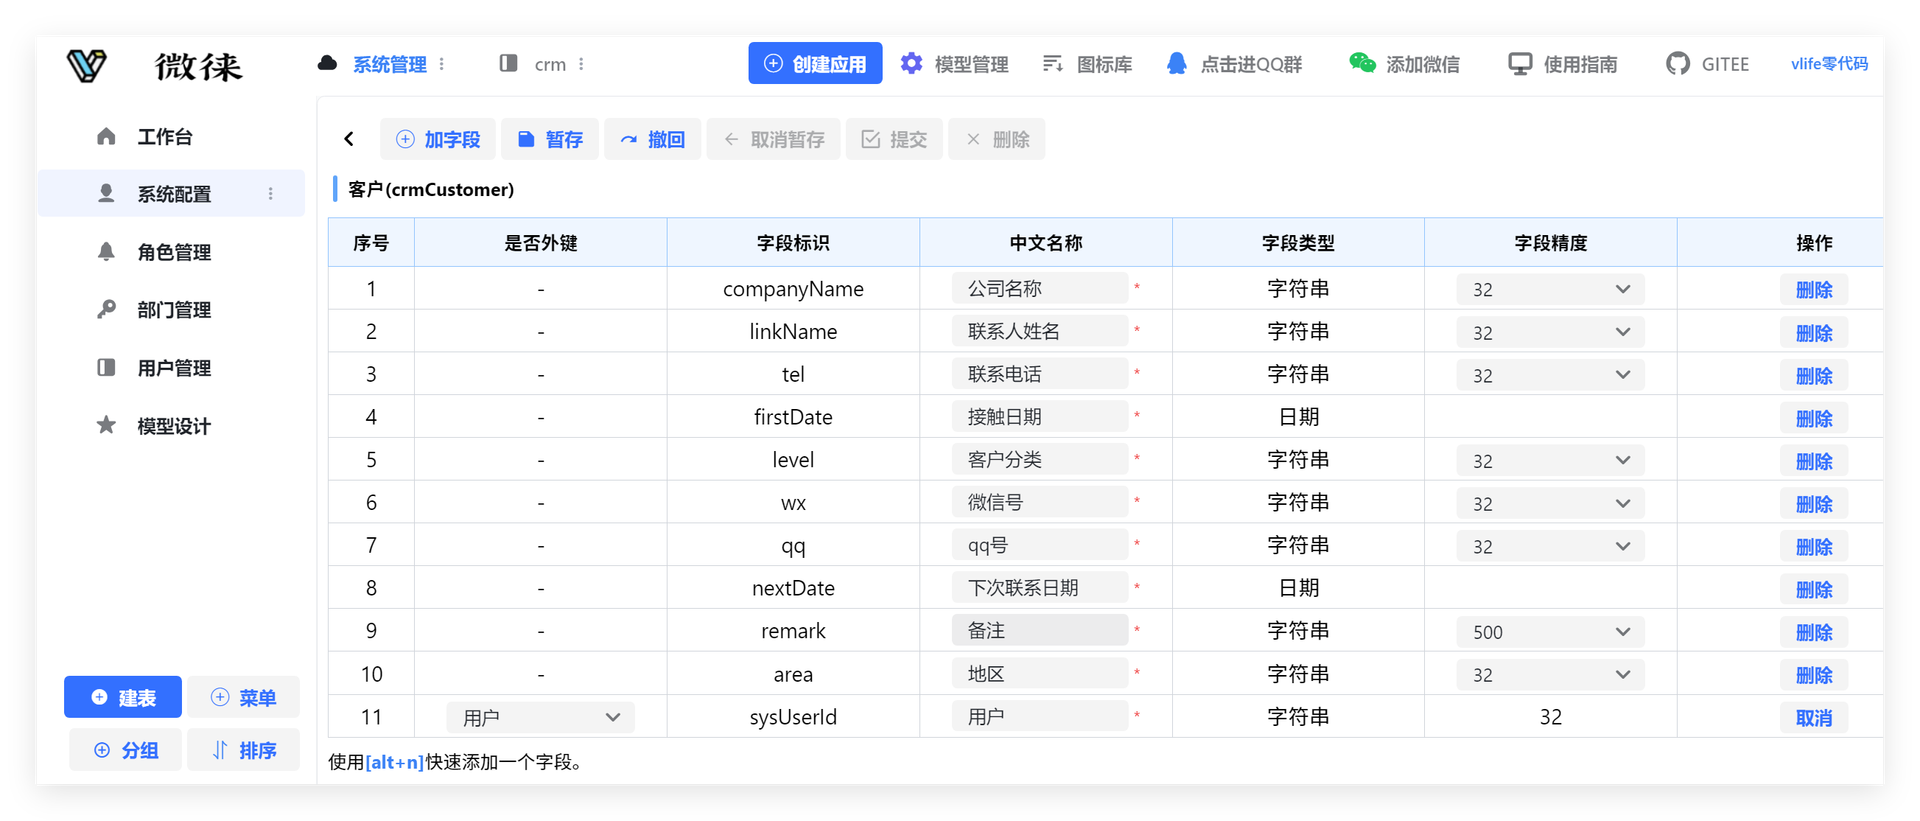 微徕
系统管理
crm
创建应用
模型管理
图标库
点击进QQ群
添加微信
使用指南
GITEE
vlife零代码
工作台
系统配置
角色管理
部门管理
用户管理
模型设计
建表
菜单
分组
排序
加字段
暂存
撤回
取消暂存
提交
删除
客户(crmCustomer)
序号 是否外键 字段标识 中文名称 字段类型 字段精度 操作
1 - companyName 公司名称 * 字符串 32 删除
2 - linkName 联系人姓名 * 字符串 32 删除
3 - tel 联系电话 * 字符串 32 删除
4 - firstDate 接触日期 * 日期 删除
5 - level 客户分类 * 字符串 32 删除
6 - wx 微信号 * 字符串 32 删除
7 - qq qq号 * 字符串 32 删除
8 - nextDate 下次联系日期 * 日期 删除
9 - remark 备注 * 字符串 500 删除
10 - area 地区 * 字符串 32 删除
11 用户 sysUserId 用户 * 字符串 32 取消
使用[alt+n]快速添加一个字段。